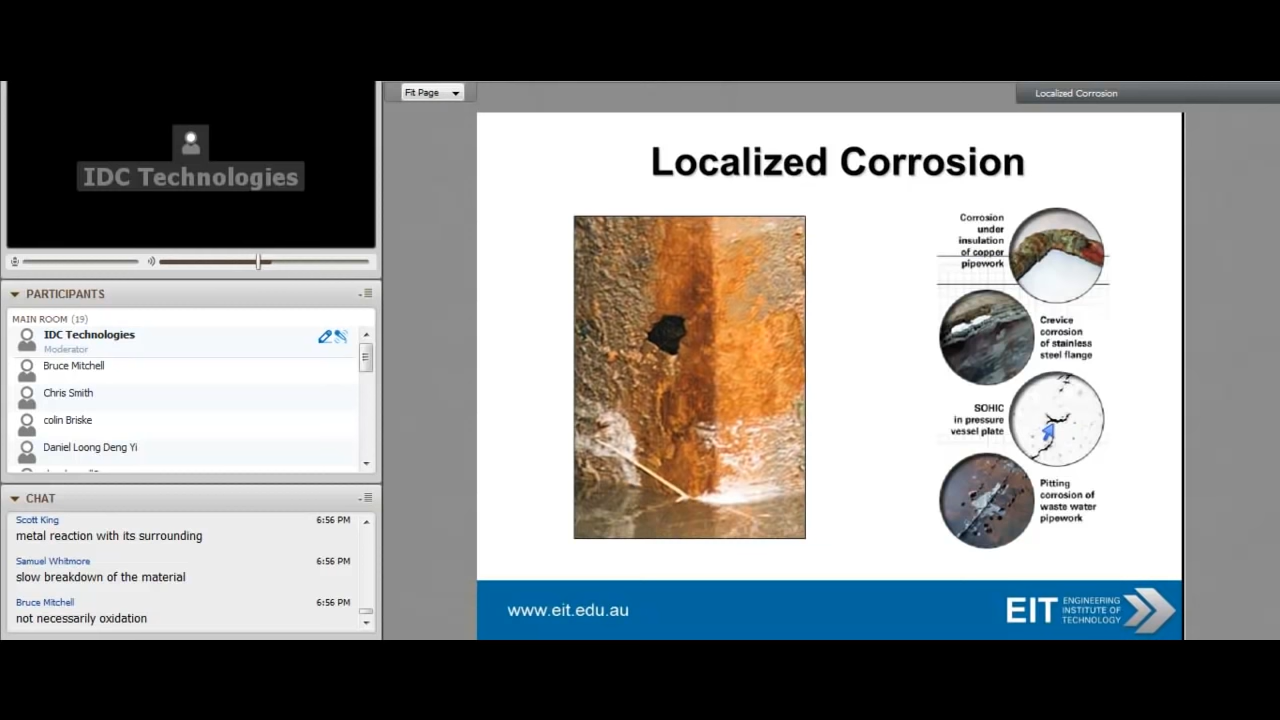 IDC Technologies
PARTICIPANTS
MAIN ROOM (19)
IDC Technologies
Moderator
Bruce Mitchell
Chris Smith
colin Briske
Daniel Loong Deng Yi
CHAT
Scott King 6:56 PM
metal reaction with its surrounding
Samuel Whitmore 6:56 PM
slow breakdown of the material
Bruce Mitchell 6:56 PM
not necessarily oxidation
Fit Page
Localized Corrosion
Localized Corrosion
Corrosion
under
insulation
of copper
pipework
Crevice
corrosion
of stainless
steel flange
SOHIC
in pressure
vessel plate
Pitting
corrosion of
waste water
pipework
www.eit.edu.au
EIT
ENGINEERING
INSTITUTE OF
TECHNOLOGY